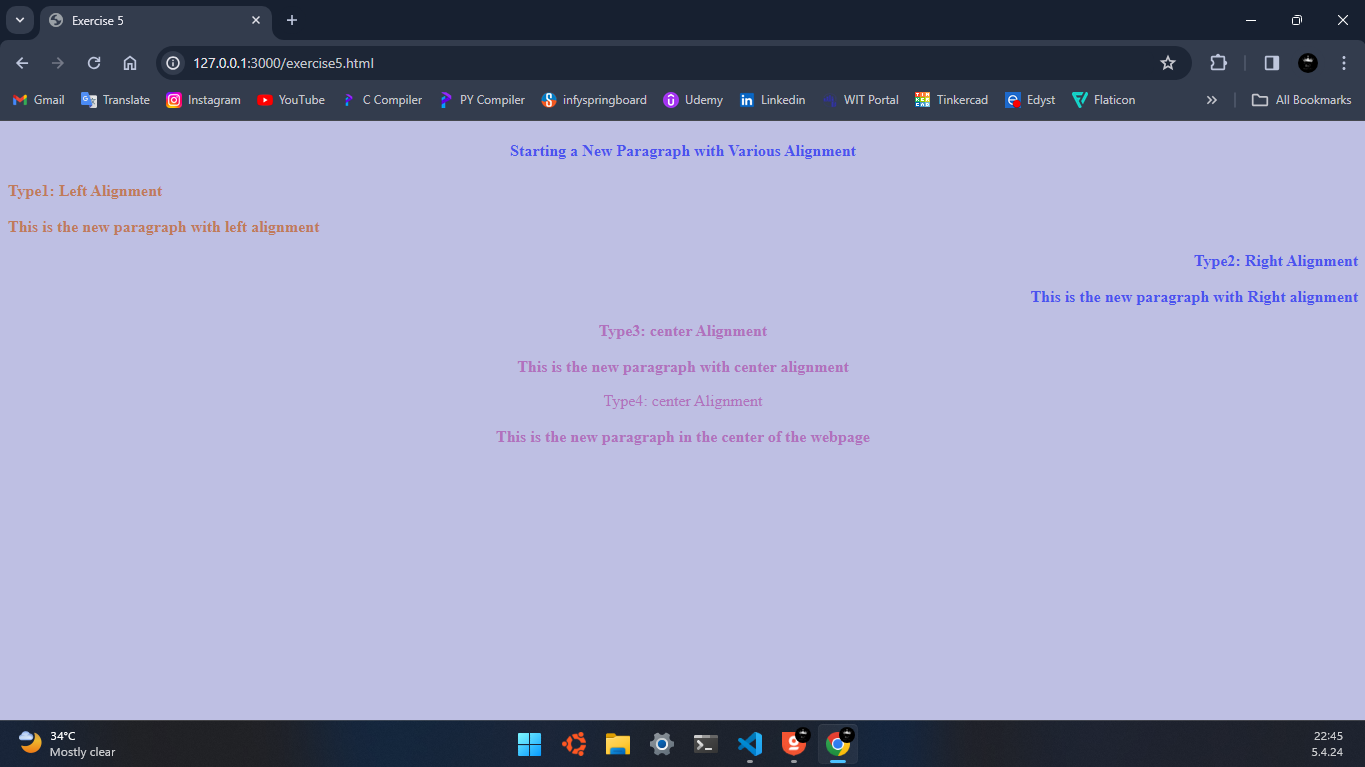 Exercise 5
127.0.0.1:3000/exercise5.html
Gmail Translate Instagram YouTube C Compiler PY Compiler infyspringboard Udemy Linkedin WIT Portal Tinkercad Edyst Flaticon All Bookmarks
Starting a New Paragraph with Various Alignment
Type1: Left Alignment
This is the new paragraph with left alignment
Type2: Right Alignment
This is the new paragraph with Right alignment
Type3: center Alignment
This is the new paragraph with center alignment
Type4: center Alignment
This is the new paragraph in the center of the webpage
34°C
Mostly clear
22:45
5.4.24